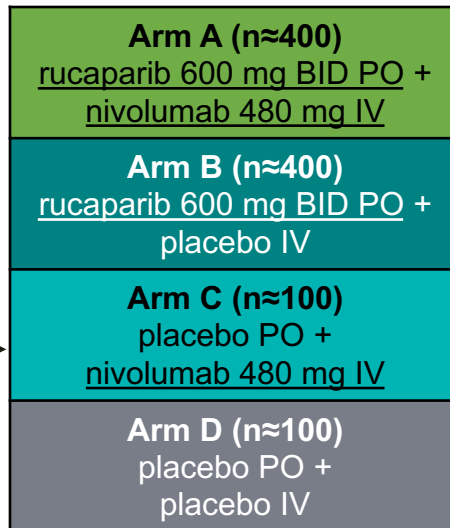 Arm A (n≈400)
rucaparib 600 mg BID PO +
nivolumab 480 mg IV
Arm B (n≈400)
rucaparib 600 mg BID PO +
placebo IV
Arm C (n≈100)
placebo PO +
nivolumab 480 mg IV
Arm D (n≈100)
placebo PO +
placebo IV